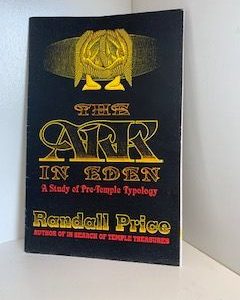 THE
ARK
IN EDEN
A Study of Pre-Temple Typology
Randall Price
AUTHOR OF IN SEARCH OF TEMPLE TREASURES